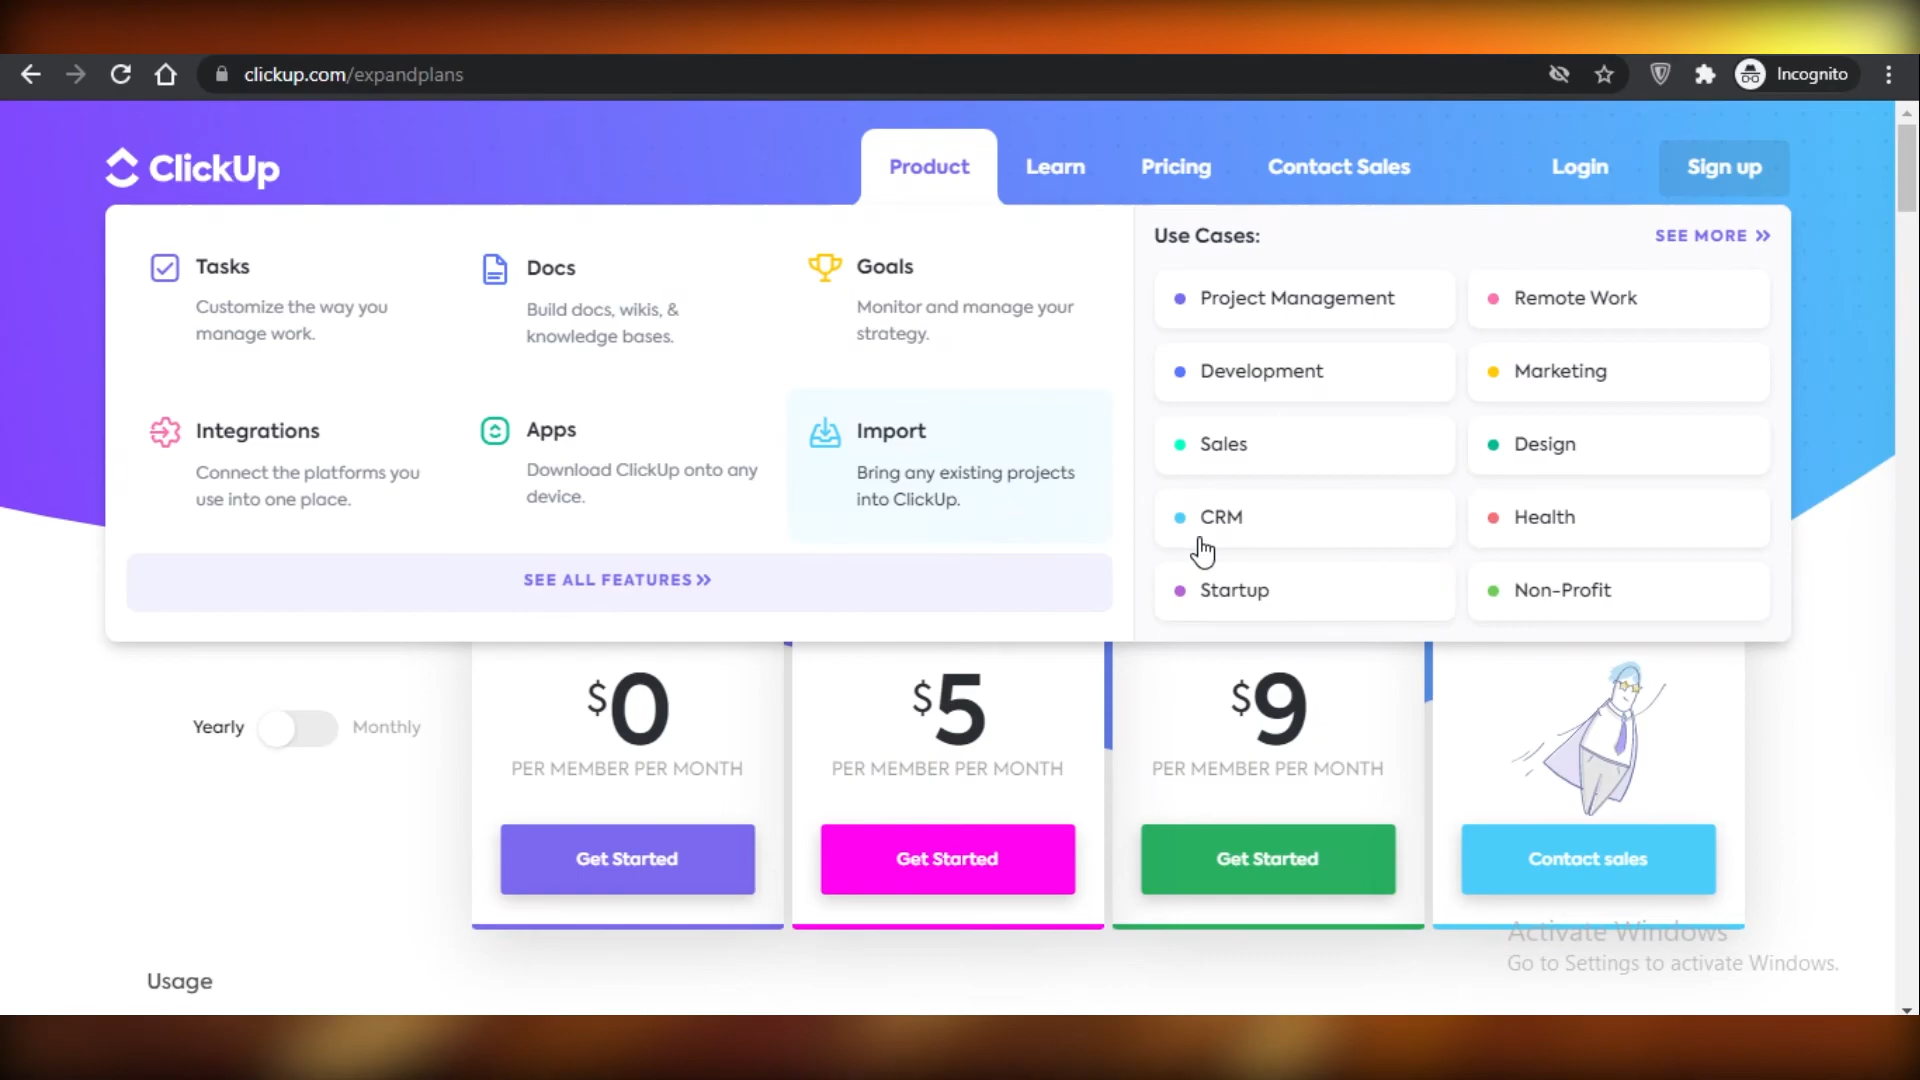 clickup.com/expandplans
Incognito
ClickUp
Product
Learn
Pricing
Contact Sales
Login
Sign up
Tasks
Customize the way you
manage work.
Docs
Build docs, wikis, &
knowledge bases.
Goals
Monitor and manage your
strategy.
Integrations
Connect the platforms you
use into one place.
Apps
Download ClickUp onto any
device.
Import
Bring any existing projects
into ClickUp.
SEE ALL FEATURES >>
Use Cases:
SEE MORE >>
Project Management
Remote Work
Development
Marketing
Sales
Design
CRM
Health
Startup
Non-Profit
Yearly
Monthly
$0
PER MEMBER PER MONTH
Get Started
$5
PER MEMBER PER MONTH
Get Started
$9
PER MEMBER PER MONTH
Get Started
Contact sales
Activate Windows
Go to Settings to activate Windows.
Usage